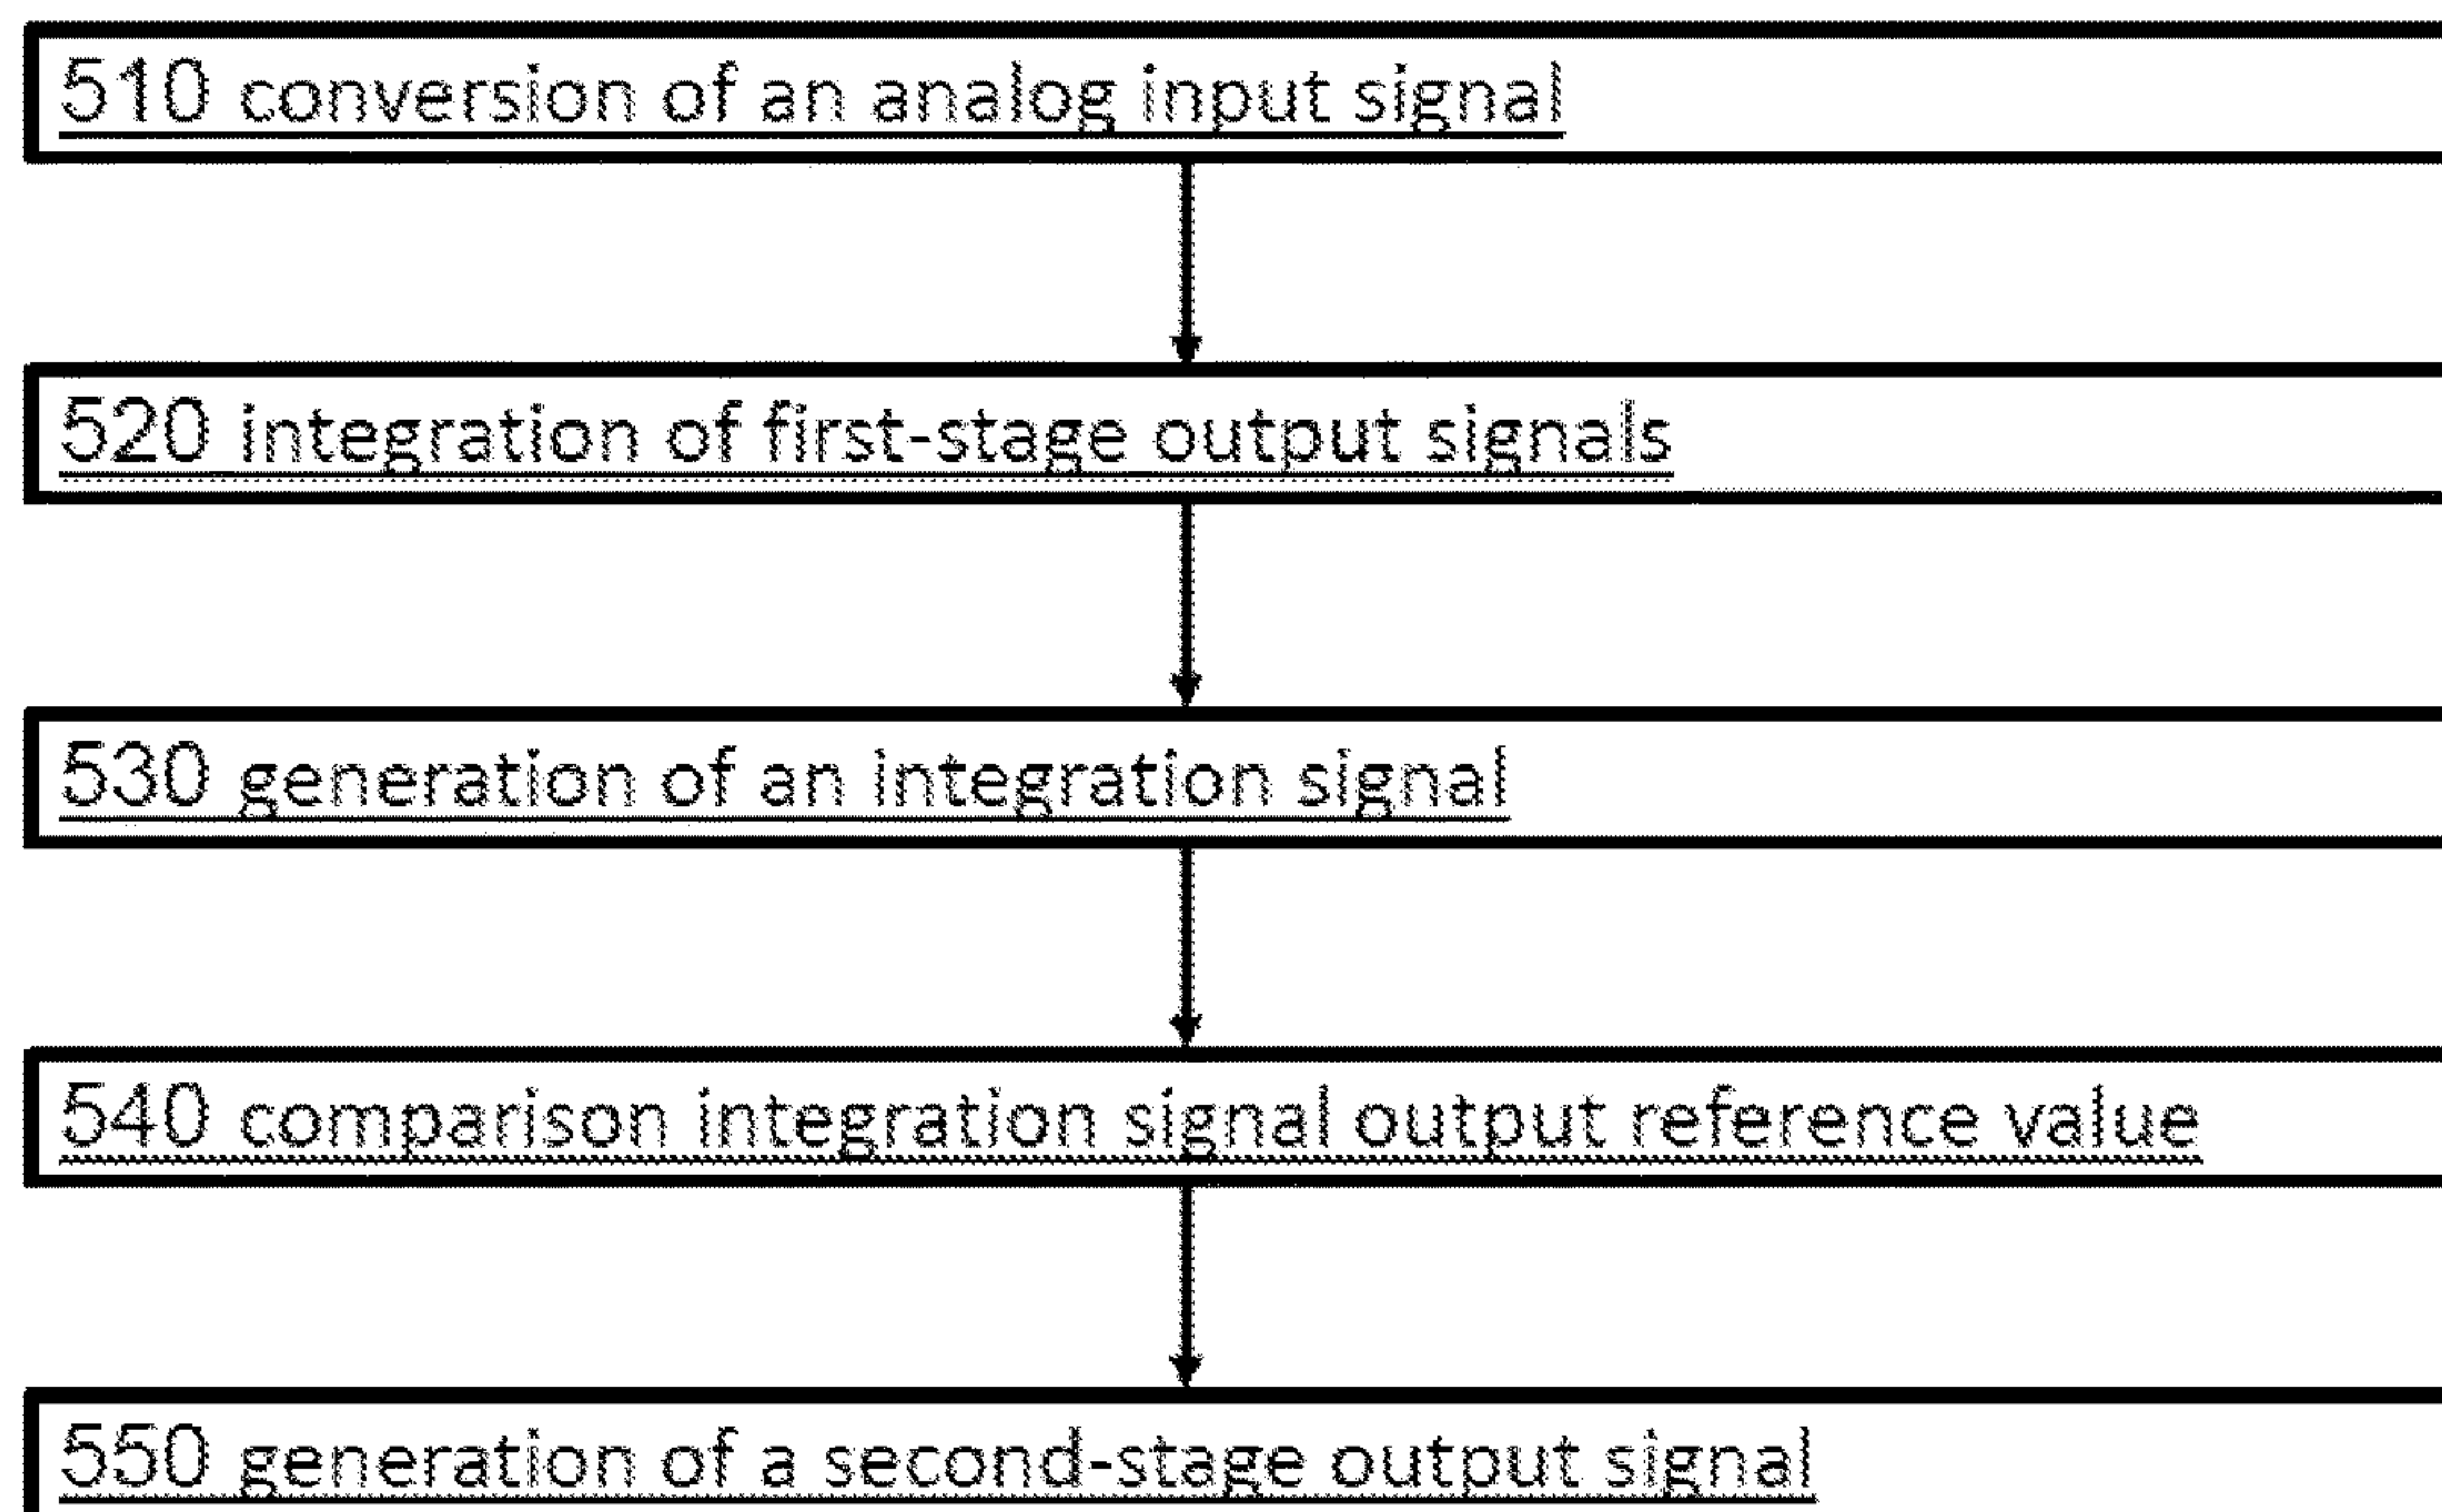 510 conversion of an analog input signal
520 integration of first-stage output signals
530 generation of an integration signal
540 comparison integration signal output reference value
550 generation of a second-stage output signal